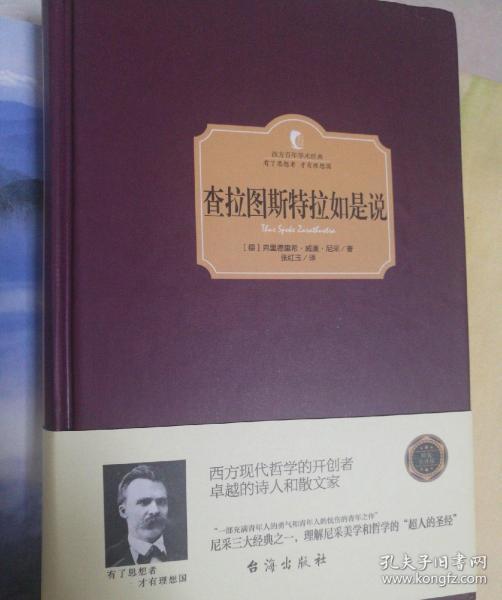 西方百年学术经典
有了思想者 才有理想国
查拉图斯特拉如是说
Thus Spoke Zarathustra
[德]弗里德里希·威廉·尼采/著
张红玉/译
西方现代哲学的开创者
卓越的诗人和散文家
“一部充满青年人的勇气和青年人的忧伤的青年之作”
尼采三大经典之一，理解尼采美学和哲学的“超人的圣经”
台海出版社
有了思想者
才有理想国
孔夫子旧书网
www.kongfz.com